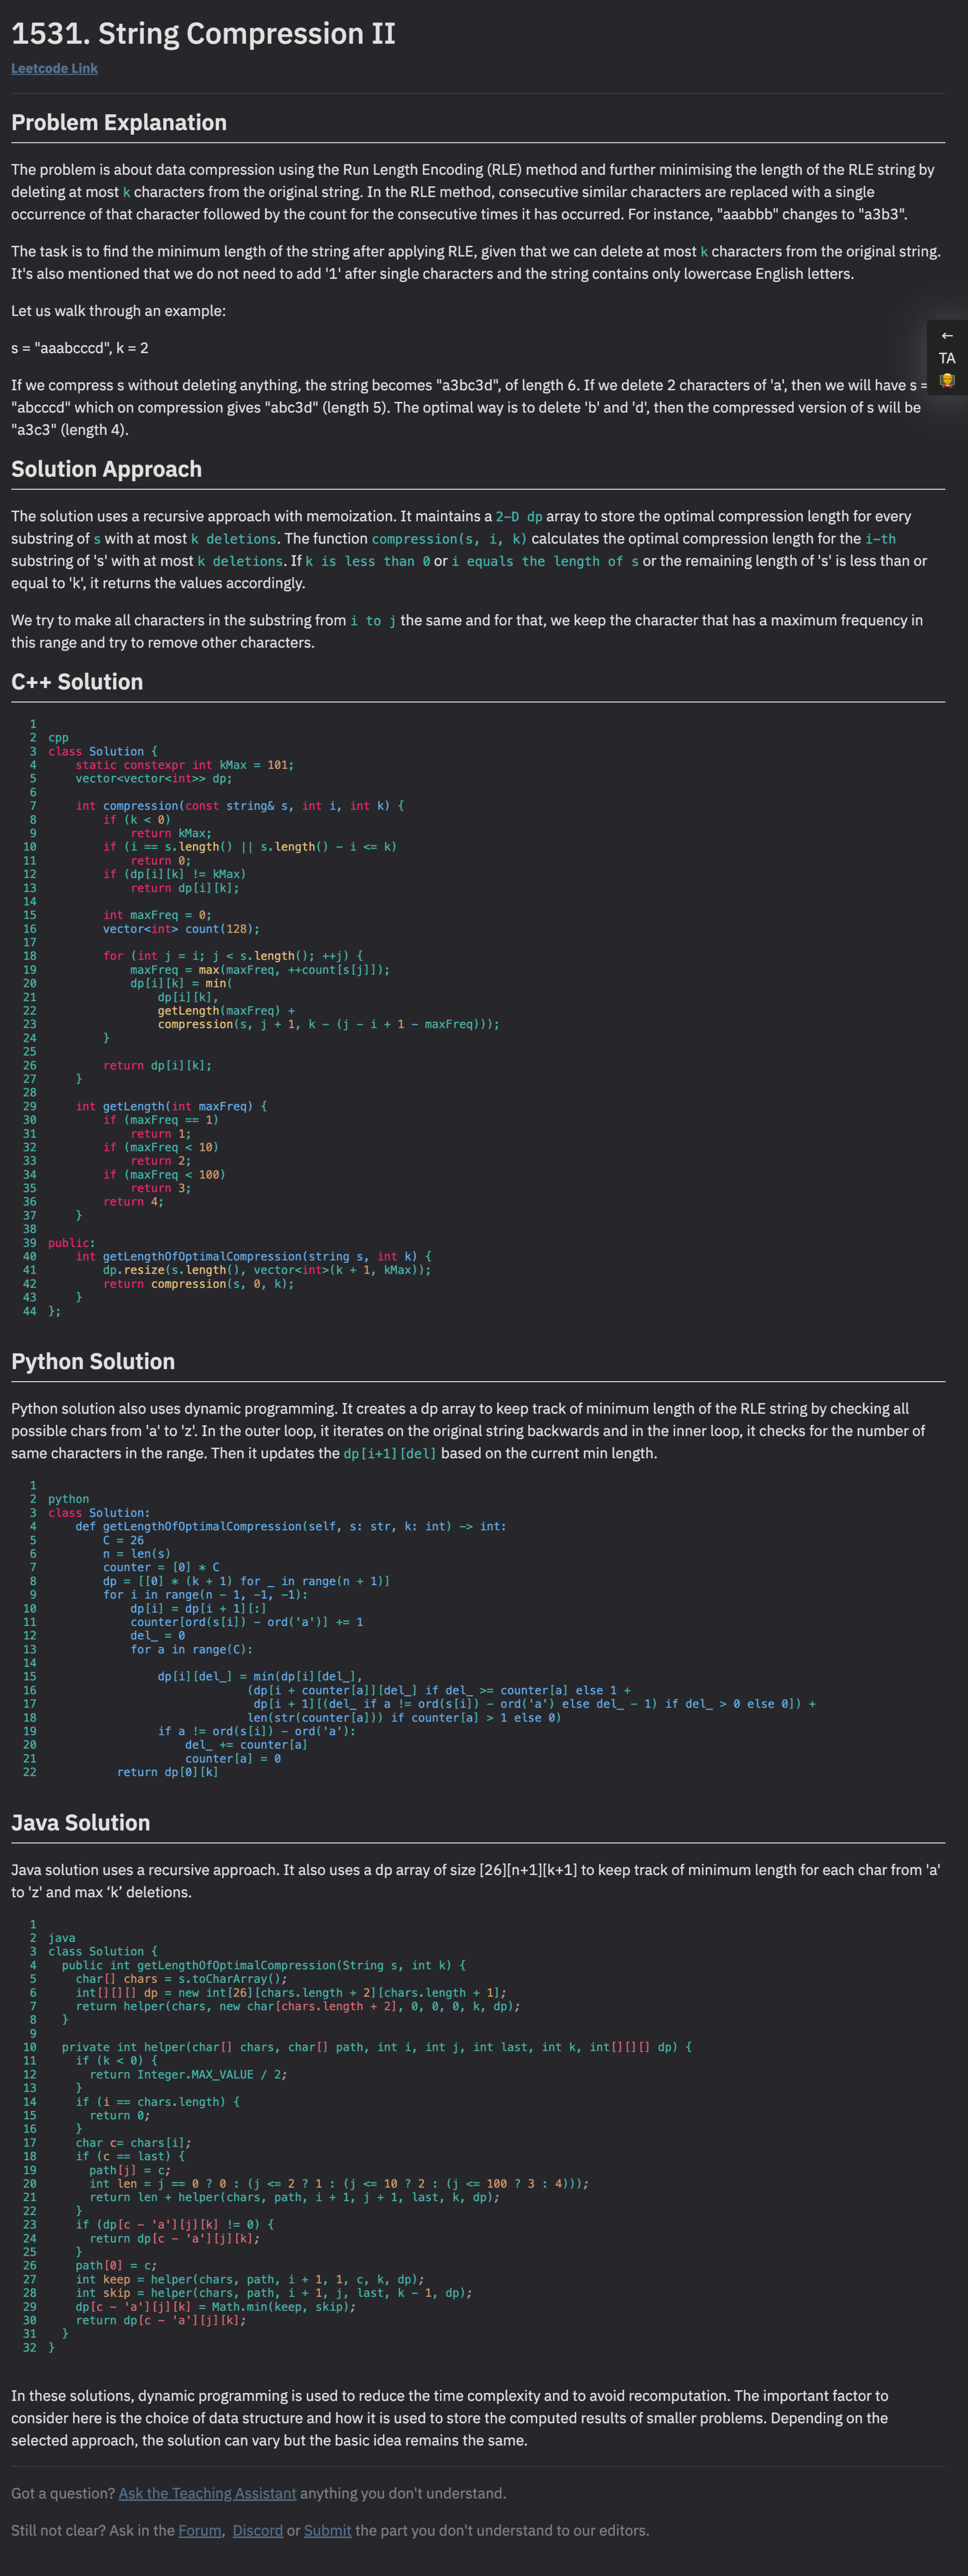 1531. String Compression II
Leetcode Link
Problem Explanation
The problem is about data compression using the Run Length Encoding (RLE) method and further minimising the length of the RLE string by
deleting at most k characters from the original string. In the RLE method, consecutive similar characters are replaced with a single
occurrence of that character followed by the count for the consecutive times it has occurred. For instance, "aaabbb" changes to "a3b3".
The task is to find the minimum length of the string after applying RLE, given that we can delete at most k characters from the original string.
It's also mentioned that we do not need to add '1' after single characters and the string contains only lowercase English letters.
Let us walk through an example:
←
s = "aaabcccd", k = 2
TA
If we compress s without deleting anything, the string becomes "a3bc3d", of length 6. If we delete 2 characters of 'a', then we will have s =
"abcccd" which on compression gives "abc3d" (length 5). The optimal way is to delete 'b' and 'd', then the compressed version of s will be
"a3c3" (length 4).
Solution Approach
The solution uses a recursive approach with memoization. It maintains a 2-D dp array to store the optimal compression length for every
substring of s with at most k deletions. The function compression(s, i, k) calculates the optimal compression length for the i-th
substring of 's' with at most k deletions. If k is less than 0 or i equals the length of s or the remaining length of 's' is less than or
equal to 'k', it returns the values accordingly.
We try to make all characters in the substring from i to j the same and for that, we keep the character that has a maximum frequency in
this range and try to remove other characters.
C++ Solution
1
2 cpp
3 class Solution {
4     static constexpr int kMax = 101;
5     vector<vector<int>> dp;
6
7     int compression(const string& s, int i, int k) {
8         if (k < 0)
9             return kMax;
10         if (i == s.length() || s.length() - i <= k)
11             return 0;
12         if (dp[i][k] != kMax)
13             return dp[i][k];
14
15         int maxFreq = 0;
16         vector<int> count(128);
17
18         for (int j = i; j < s.length(); ++j) {
19             maxFreq = max(maxFreq, ++count[s[j]]);
20             dp[i][k] = min(
21                 dp[i][k],
22                 getLength(maxFreq) +
23                 compression(s, j + 1, k - (j - i + 1 - maxFreq)));
24         }
25
26         return dp[i][k];
27     }
28
29     int getLength(int maxFreq) {
30         if (maxFreq == 1)
31             return 1;
32         if (maxFreq < 10)
33             return 2;
34         if (maxFreq < 100)
35             return 3;
36         return 4;
37     }
38
39 public:
40     int getLengthOfOptimalCompression(string s, int k) {
41         dp.resize(s.length(), vector<int>(k + 1, kMax));
42         return compression(s, 0, k);
43     }
44 };
Python Solution
Python solution also uses dynamic programming. It creates a dp array to keep track of minimum length of the RLE string by checking all
possible chars from 'a' to 'z'. In the outer loop, it iterates on the original string backwards and in the inner loop, it checks for the number of
same characters in the range. Then it updates the dp[i+1][del] based on the current min length.
1
2 python
3 class Solution:
4     def getLengthOfOptimalCompression(self, s: str, k: int) -> int:
5         C = 26
6         n = len(s)
7         counter = [0] * C
8         dp = [[0] * (k + 1) for _ in range(n + 1)]
9         for i in range(n - 1, -1, -1):
10             dp[i] = dp[i + 1][:]
11             counter[ord(s[i]) - ord('a')] += 1
12             del_ = 0
13             for a in range(C):
14
15                 dp[i][del_] = min(dp[i][del_],
16                              (dp[i + counter[a]][del_] if del_ >= counter[a] else 1 +
17                               dp[i + 1][(del_ if a != ord(s[i]) - ord('a') else del_ - 1) if del_ > 0 else 0]) +
18                              len(str(counter[a])) if counter[a] > 1 else 0)
19                 if a != ord(s[i]) - ord('a'):
20                     del_ += counter[a]
21                     counter[a] = 0
22           return dp[0][k]
Java Solution
Java solution uses a recursive approach. It also uses a dp array of size [26][n+1][k+1] to keep track of minimum length for each char from 'a'
to 'z' and max ‘k’ deletions.
1
2 java
3 class Solution {
4   public int getLengthOfOptimalCompression(String s, int k) {
5     char[] chars = s.toCharArray();
6     int[][][] dp = new int[26][chars.length + 2][chars.length + 1];
7     return helper(chars, new char[chars.length + 2], 0, 0, 0, k, dp);
8   }
9
10   private int helper(char[] chars, char[] path, int i, int j, int last, int k, int[][][] dp) {
11     if (k < 0) {
12       return Integer.MAX_VALUE / 2;
13     }
14     if (i == chars.length) {
15       return 0;
16     }
17     char c= chars[i];
18     if (c == last) {
19       path[j] = c;
20       int len = j == 0 ? 0 : (j <= 2 ? 1 : (j <= 10 ? 2 : (j <= 100 ? 3 : 4)));
21       return len + helper(chars, path, i + 1, j + 1, last, k, dp);
22     }
23     if (dp[c - 'a'][j][k] != 0) {
24       return dp[c - 'a'][j][k];
25     }
26     path[0] = c;
27     int keep = helper(chars, path, i + 1, 1, c, k, dp);
28     int skip = helper(chars, path, i + 1, j, last, k - 1, dp);
29     dp[c - 'a'][j][k] = Math.min(keep, skip);
30     return dp[c - 'a'][j][k];
31   }
32 }
In these solutions, dynamic programming is used to reduce the time complexity and to avoid recomputation. The important factor to
consider here is the choice of data structure and how it is used to store the computed results of smaller problems. Depending on the
selected approach, the solution can vary but the basic idea remains the same.
Got a question? Ask the Teaching Assistant anything you don't understand.
Still not clear? Ask in the Forum, Discord or Submit the part you don't understand to our editors.